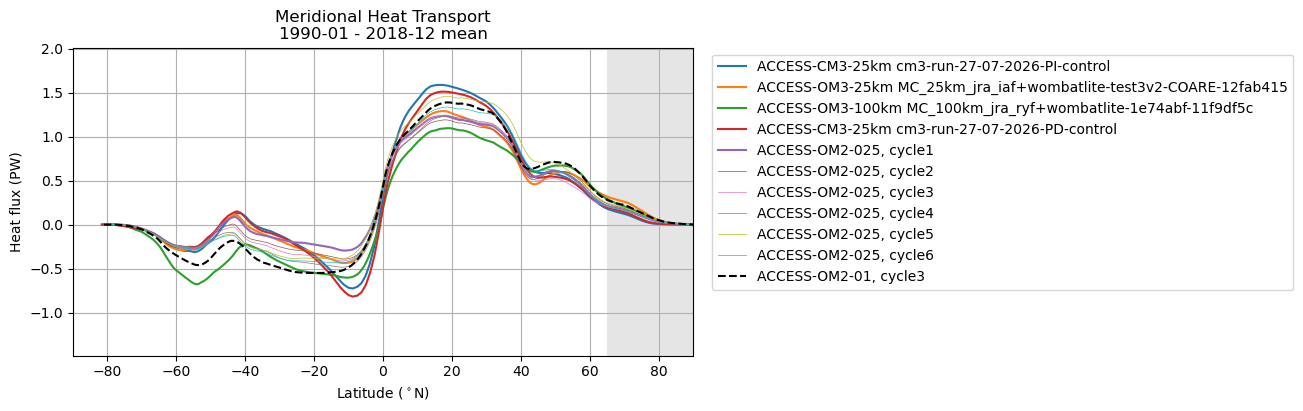 Meridional Heat Transport
1990-01 - 2018-12 mean
2.0
1.5
1.0
0.5
0.0
−0.5
−1.0
Heat flux (PW)
−80 −60 −40 −20 0 20 40 60 80
Latitude (∘N)
ACCESS-CM3-25km cm3-run-27-07-2026-PI-control
ACCESS-OM3-25km MC_25km_jra_iaf+wombatlite-test3v2-COARE-12fab415
ACCESS-OM3-100km MC_100km_jra_ryf+wombatlite-1e74abf-11f9df5c
ACCESS-CM3-25km cm3-run-27-07-2026-PD-control
ACCESS-OM2-025, cycle1
ACCESS-OM2-025, cycle2
ACCESS-OM2-025, cycle3
ACCESS-OM2-025, cycle4
ACCESS-OM2-025, cycle5
ACCESS-OM2-025, cycle6
ACCESS-OM2-01, cycle3